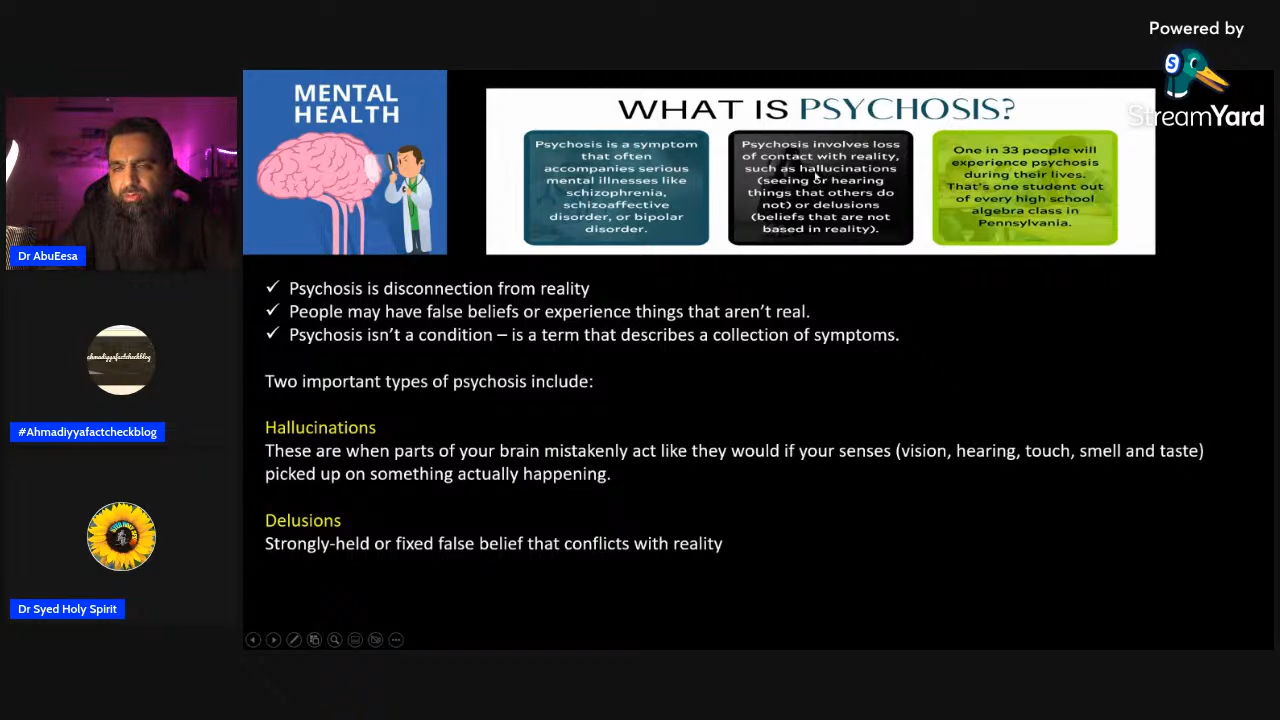 Powered by
StreamYard
MENTAL
HEALTH
WHAT IS PSYCHOSIS?
Psychosis is a symptom
that often
accompanies serious
mental illnesses like
schizophrenia,
schizoaffective
disorder, or bipolar
disorder.
Psychosis involves loss
of contact with reality,
such as hallucinations
(seeing or hearing
things that others do
not) or delusions
(beliefs that are not
based in reality).
One in 33 people will
experience psychosis
during their lives.
That's one student out
of every high school
algebra class in
Pennsylvania.
Dr AbuEesa
✓ Psychosis is disconnection from reality
✓ People may have false beliefs or experience things that aren't real.
✓ Psychosis isn't a condition – is a term that describes a collection of symptoms.
Two important types of psychosis include:
Hallucinations
These are when parts of your brain mistakenly act like they would if your senses (vision, hearing, touch, smell and taste)
picked up on something actually happening.
Delusions
Strongly-held or fixed false belief that conflicts with reality
ahmadiyyafactcheckblog
#Ahmadiyyafactcheckblog
Dr Syed Holy Spirit